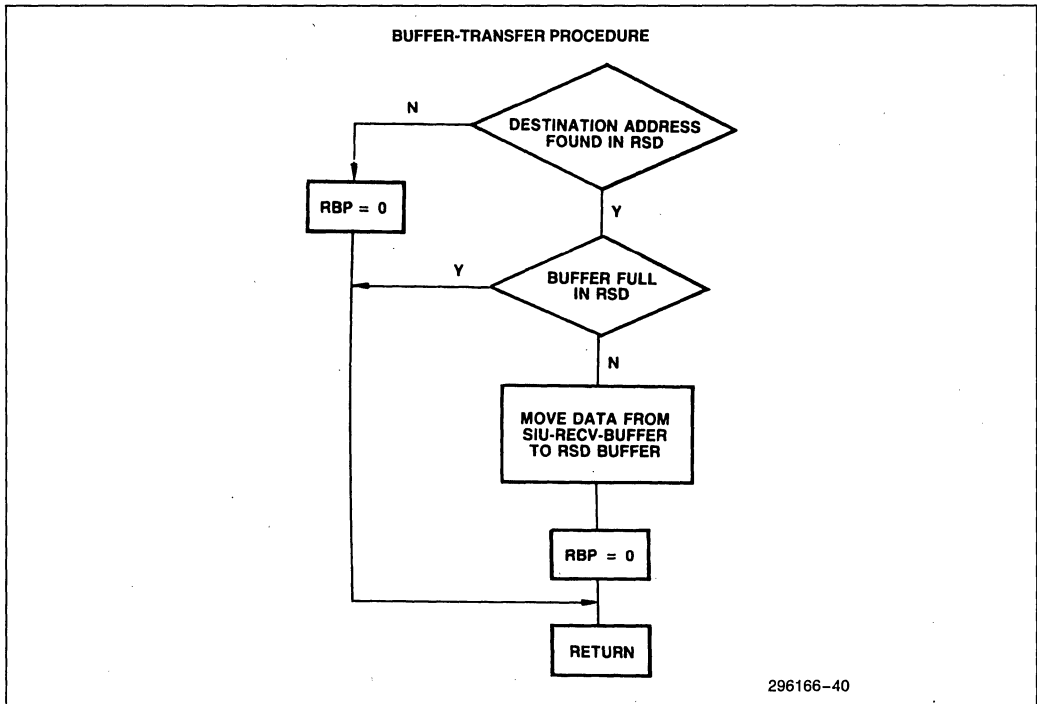 BUFFER-TRANSFER PROCEDURE
N
DESTINATION ADDRESS
FOUND IN RSD
RBP = 0
Y
Y
BUFFER FULL
IN RSD
N
MOVE DATA FROM
SIU-RECV-BUFFER
TO RSD BUFFER
RBP = 0
RETURN
296166-40